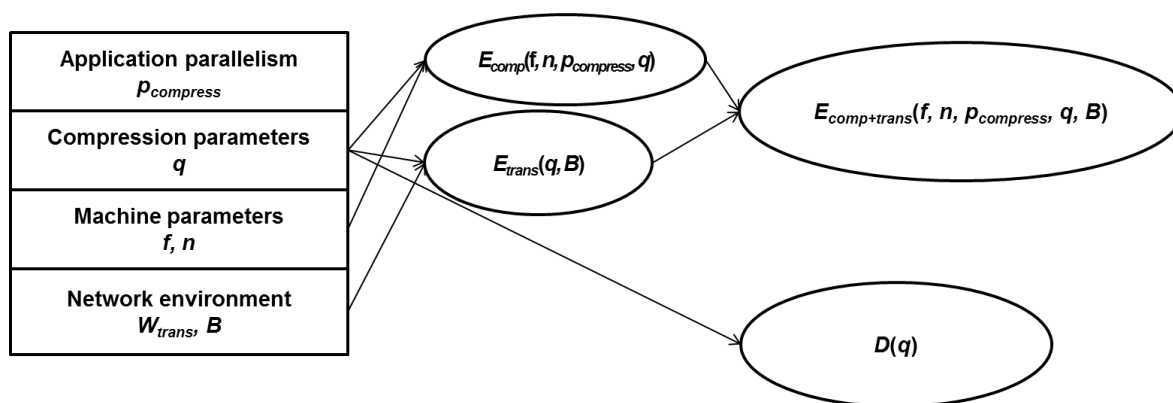 Application parallelism
p_compress
Compression parameters
q
Machine parameters
f, n
Network environment
W_trans, B
E_comp(f, n, p_compress, q)
E_trans(q, B)
E_comp+trans(f, n, p_compress, q, B)
D(q)